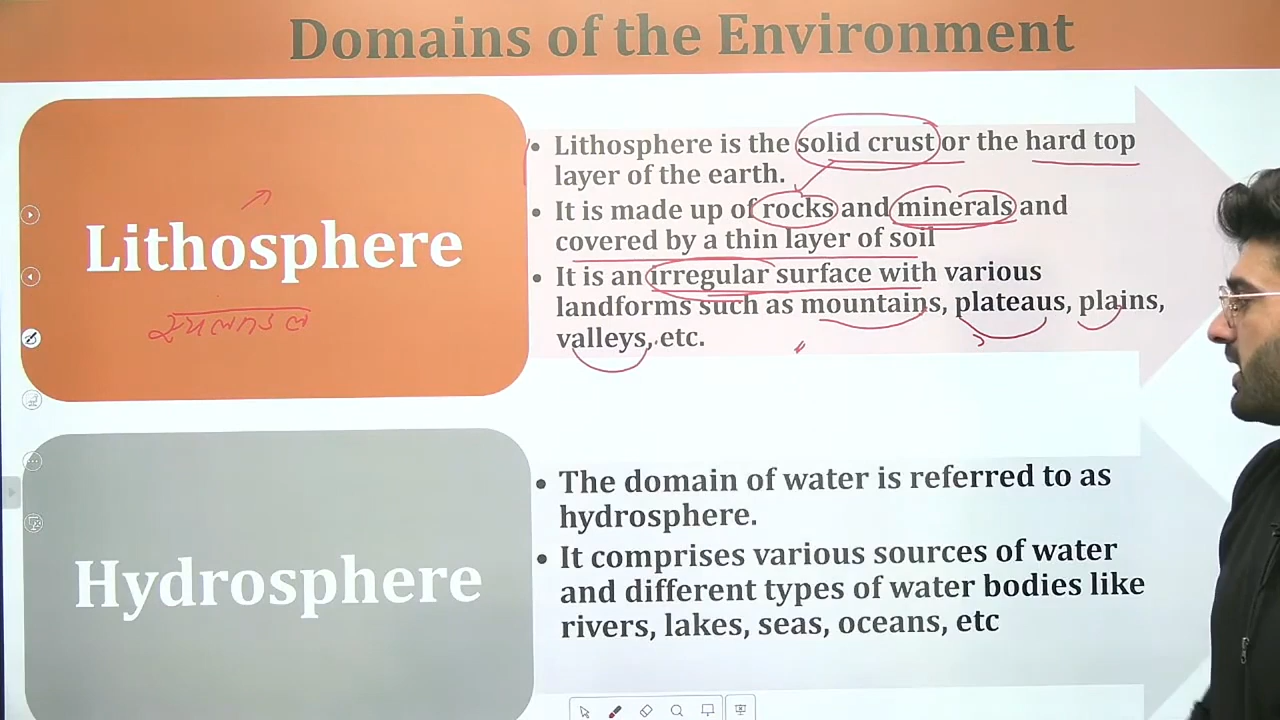 Domains of the Environment
Lithosphere
• Lithosphere is the solid crust or the hard top
layer of the earth.
• It is made up of rocks and minerals and
covered by a thin layer of soil
• It is an irregular surface with various
landforms such as mountains, plateaus, plains,
valleys, etc.
Hydrosphere
• The domain of water is referred to as
hydrosphere.
• It comprises various sources of water
and different types of water bodies like
rivers, lakes, seas, oceans, etc